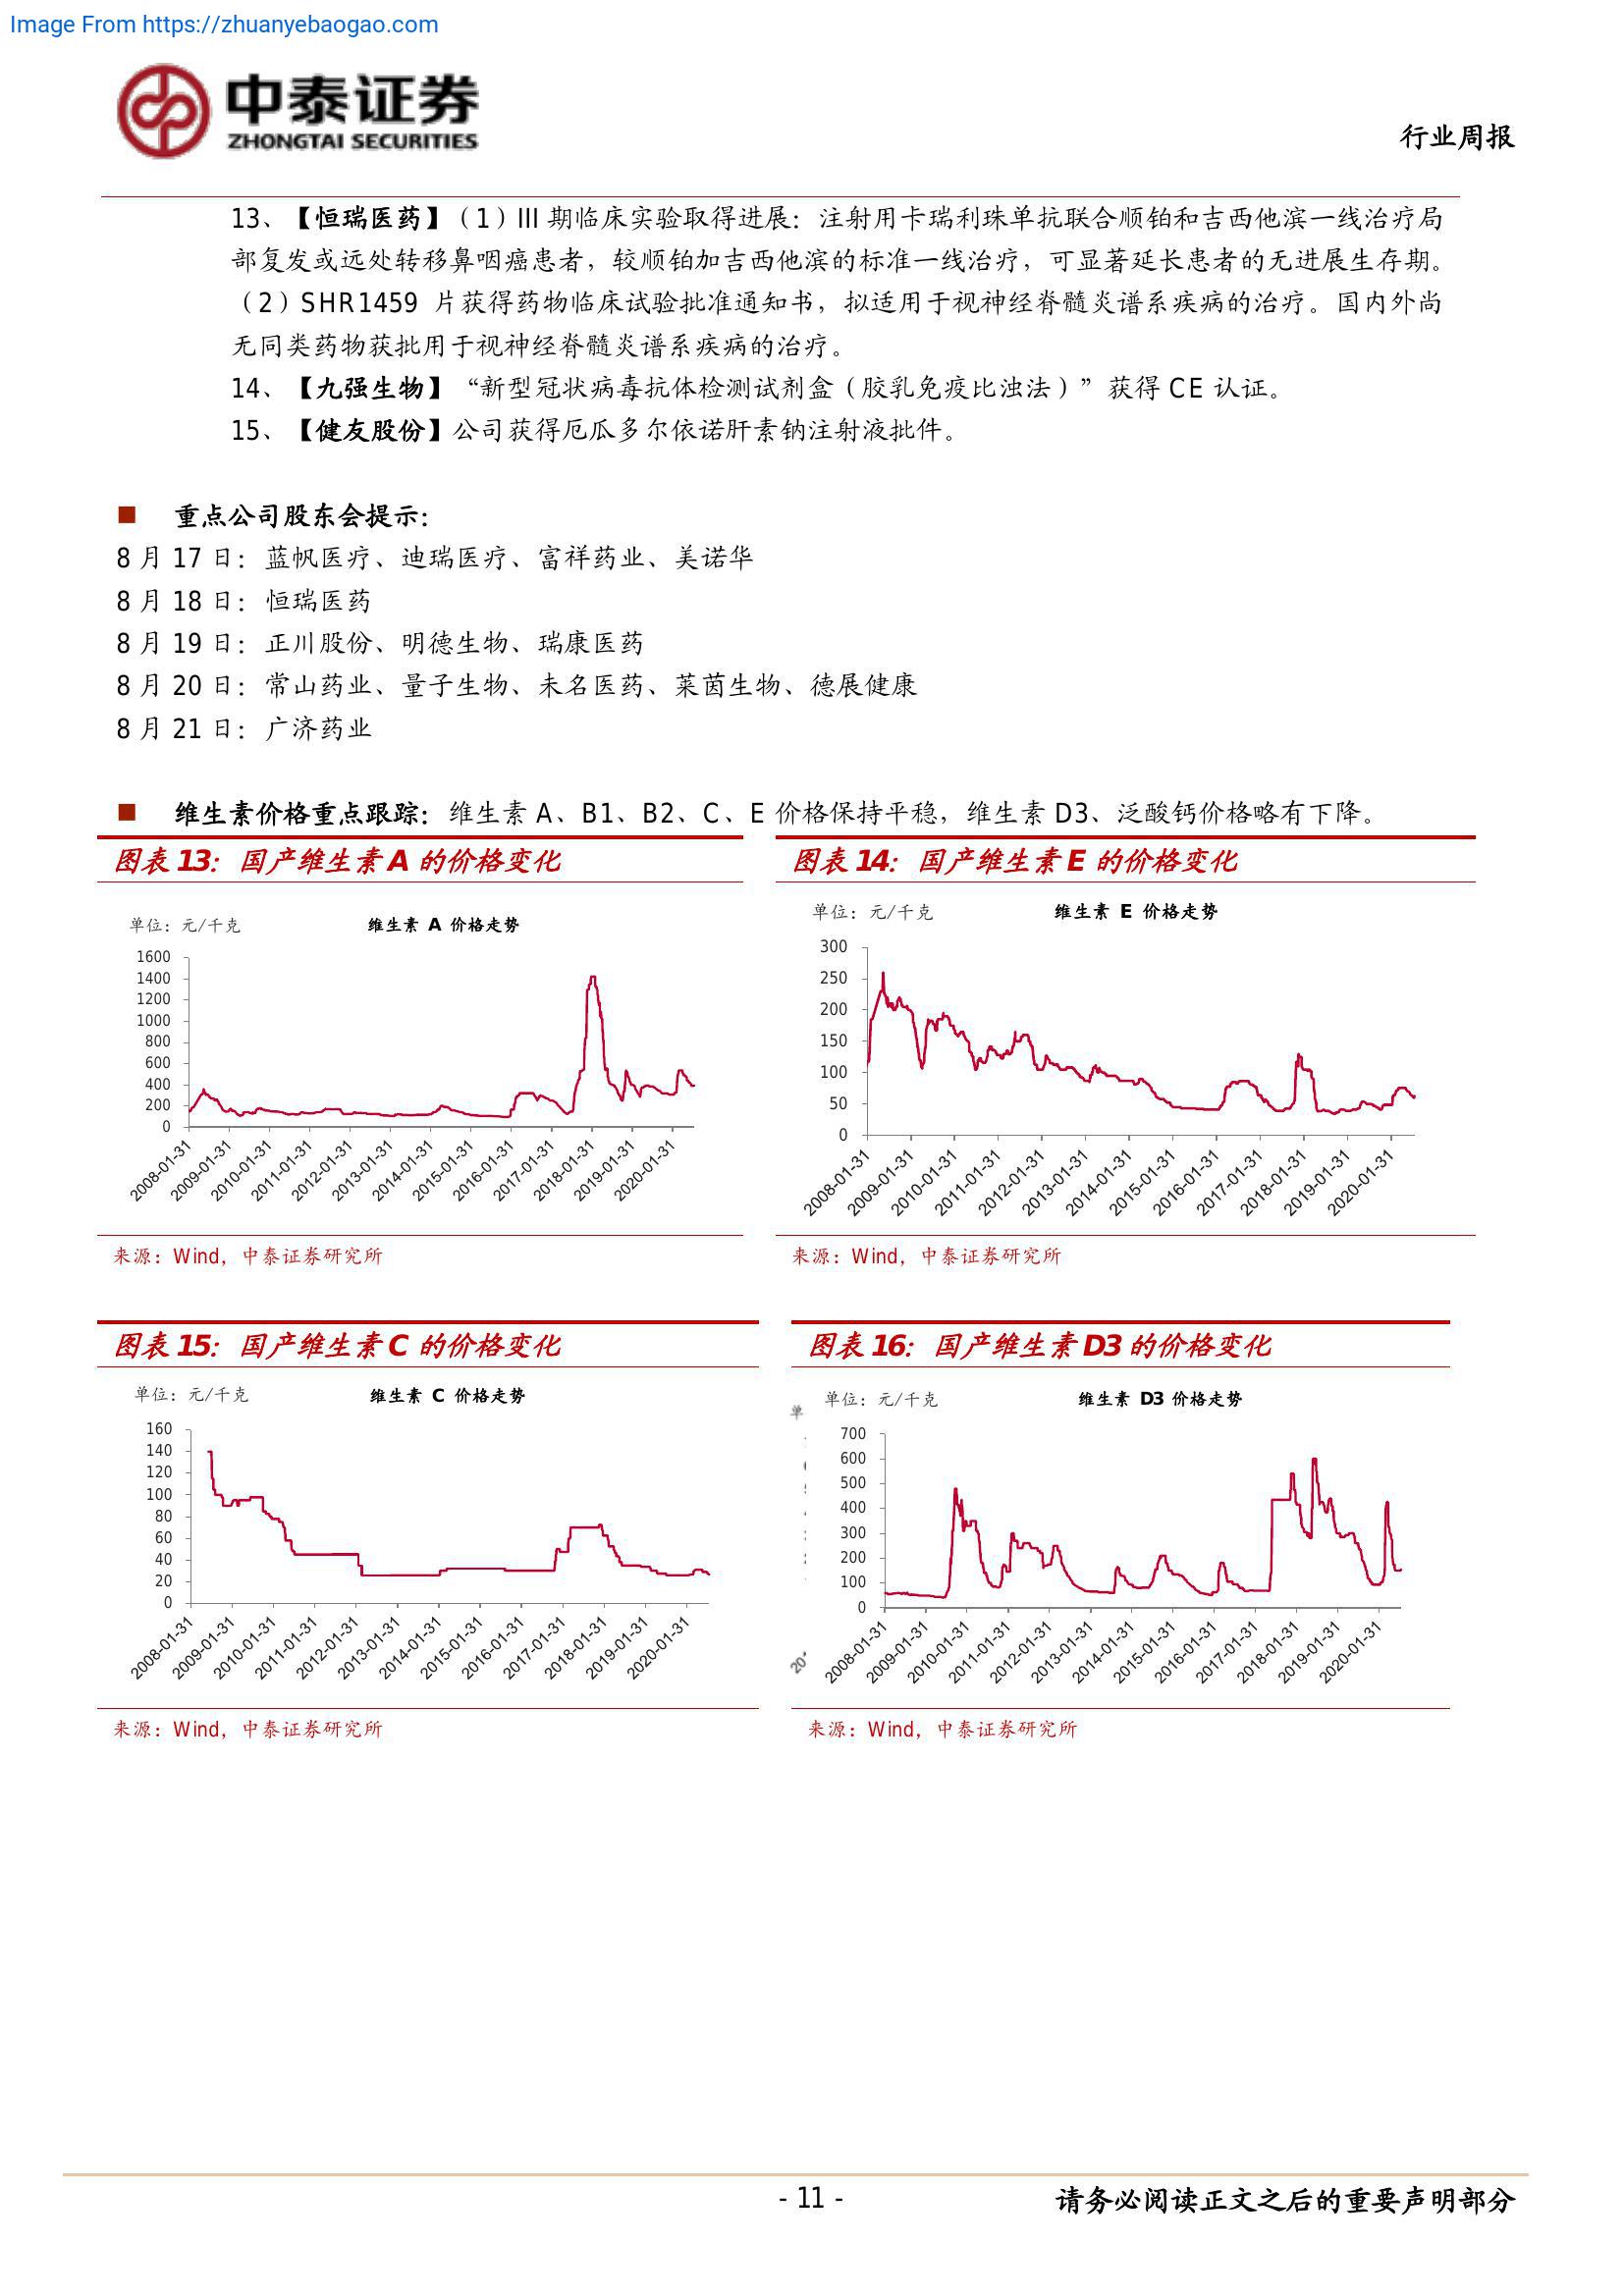 Image From https://zhuanyebaogao.com
中泰证券
ZHONGTAI SECURITIES
行业周报
13、【恒瑞医药】（1）III 期临床实验取得进展：注射用卡瑞利珠单抗联合顺铂和吉西他滨一线治疗局
部复发或远处转移鼻咽癌患者，较顺铂加吉西他滨的标准一线治疗，可显著延长患者的无进展生存期。
（2）SHR1459 片获得药物临床试验批准通知书，拟适用于视神经脊髓炎谱系疾病的治疗。国内外尚
无同类药物获批用于视神经脊髓炎谱系疾病的治疗。
14、【九强生物】“新型冠状病毒抗体检测试剂盒（胶乳免疫比浊法）”获得 CE 认证。
15、【健友股份】公司获得厄瓜多尔依诺肝素钠注射液批件。
重点公司股东会提示：
8 月 17 日：蓝帆医疗、迪瑞医疗、富祥药业、美诺华
8 月 18 日：恒瑞医药
8 月 19 日：正川股份、明德生物、瑞康医药
8 月 20 日：常山药业、量子生物、未名医药、莱茵生物、德展健康
8 月 21 日：广济药业
维生素价格重点跟踪：维生素 A、B1、B2、C、E 价格保持平稳，维生素 D3、泛酸钙价格略有下降。
图表 13：国产维生素 A 的价格变化
单位：元/千克
维生素 A 价格走势
1600
1400
1200
1000
800
600
400
200
0
2008-01-31
2009-01-31
2010-01-31
2011-01-31
2012-01-31
2013-01-31
2014-01-31
2015-01-31
2016-01-31
2017-01-31
2018-01-31
2019-01-31
2020-01-31
来源：Wind，中泰证券研究所
图表 14：国产维生素 E 的价格变化
单位：元/千克
维生素 E 价格走势
300
250
200
150
100
50
0
2008-01-31
2009-01-31
2010-01-31
2011-01-31
2012-01-31
2013-01-31
2014-01-31
2015-01-31
2016-01-31
2017-01-31
2018-01-31
2019-01-31
2020-01-31
来源：Wind，中泰证券研究所
图表 15：国产维生素 C 的价格变化
单位：元/千克
维生素 C 价格走势
160
140
120
100
80
60
40
20
0
2008-01-31
2009-01-31
2010-01-31
2011-01-31
2012-01-31
2013-01-31
2014-01-31
2015-01-31
2016-01-31
2017-01-31
2018-01-31
2019-01-31
2020-01-31
来源：Wind，中泰证券研究所
图表 16：国产维生素 D3 的价格变化
单
单位：元/千克
维生素 D3 价格走势
700
600
500
400
300
200
100
0
2008-01-31
2009-01-31
2010-01-31
2011-01-31
2012-01-31
2013-01-31
2014-01-31
2015-01-31
2016-01-31
2017-01-31
2018-01-31
2019-01-31
2020-01-31
来源：Wind，中泰证券研究所
- 11 -
请务必阅读正文之后的重要声明部分